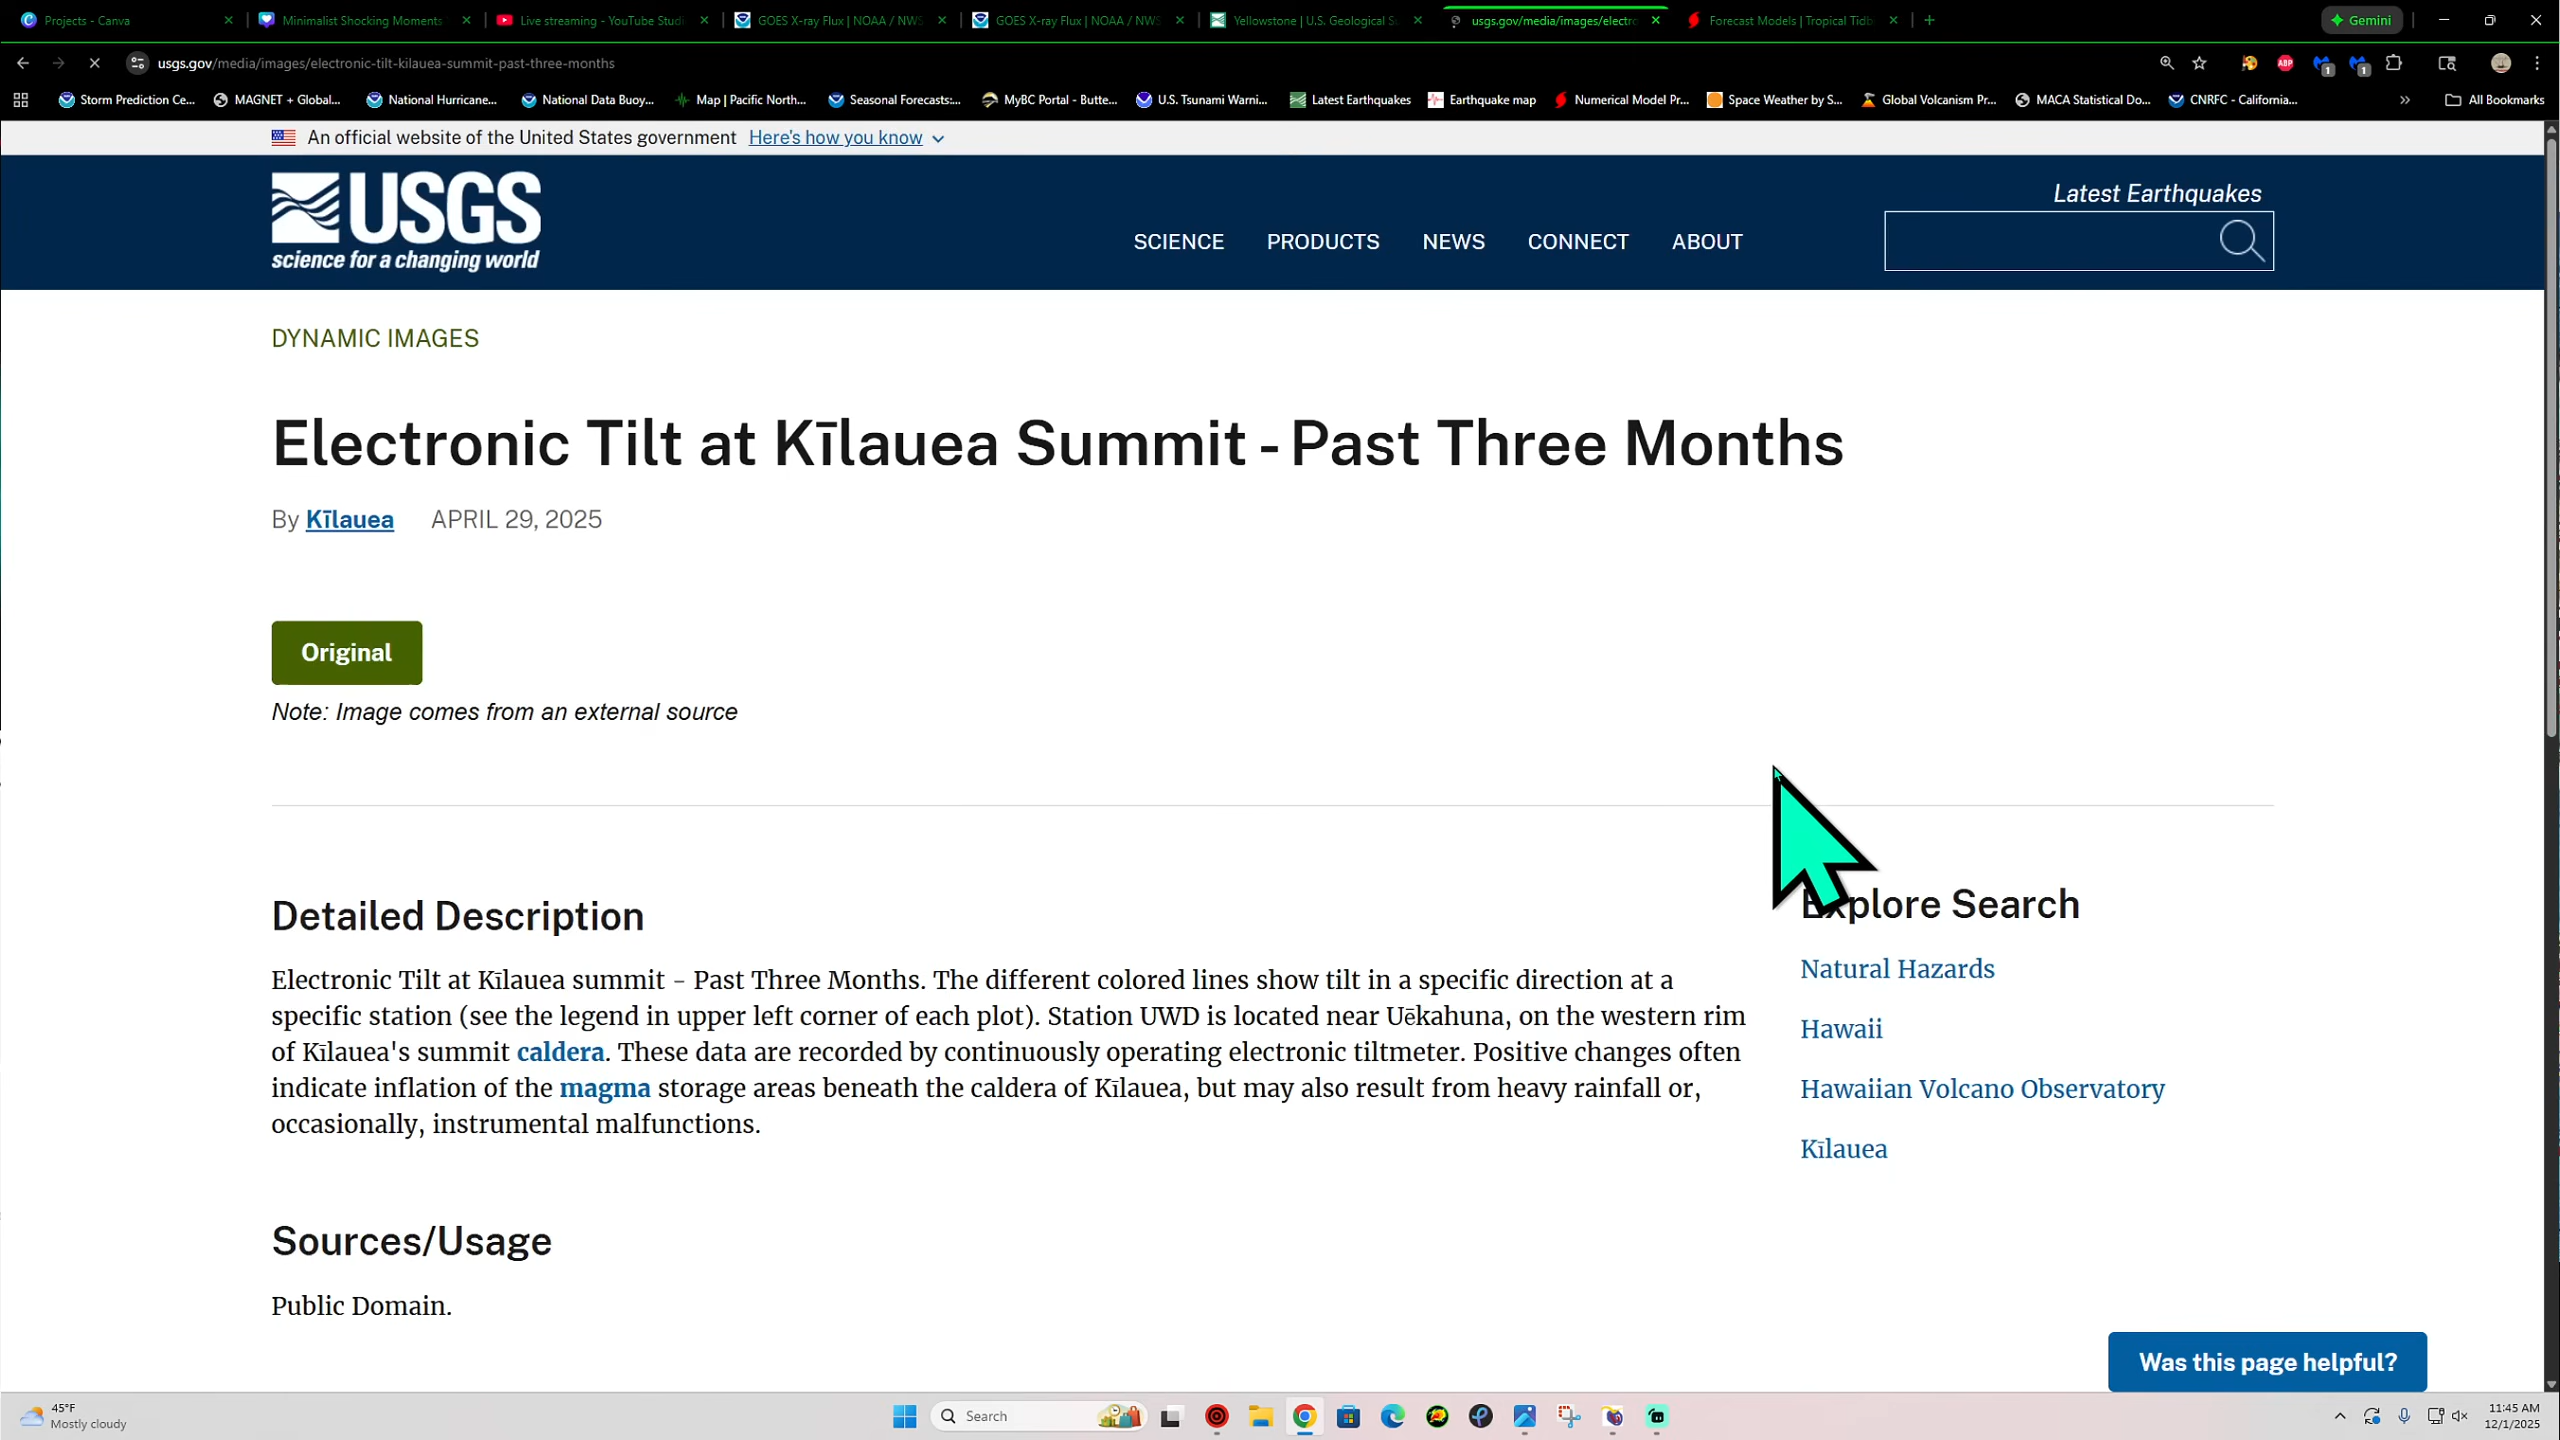 Projects - Canva
Minimalist Shocking Moments
Live streaming - YouTube Studi
GOES X-ray Flux | NOAA / NWS
GOES X-ray Flux | NOAA / NWS
Yellowstone | U.S. Geological Su
usgs.gov/media/images/electro
Forecast Models | Tropical Tidb
Gemini
usgs.gov/media/images/electronic-tilt-kilauea-summit-past-three-months
Storm Prediction Ce...
MAGNET + Global...
National Hurricane...
National Data Buoy...
Map | Pacific North...
Seasonal Forecasts:...
MyBC Portal - Butte...
U.S. Tsunami Warni...
Latest Earthquakes
Earthquake map
Numerical Model Pr...
Space Weather by S...
Global Volcanism Pr...
MACA Statistical Do...
CNRFC - California...
All Bookmarks
An official website of the United States government Here's how you know
USGS
science for a changing world
SCIENCE PRODUCTS NEWS CONNECT ABOUT
Latest Earthquakes
DYNAMIC IMAGES
Electronic Tilt at Kīlauea Summit - Past Three Months
By Kīlauea APRIL 29, 2025
Original
Note: Image comes from an external source
Detailed Description
Electronic Tilt at Kīlauea summit - Past Three Months. The different colored lines show tilt in a specific direction at a
specific station (see the legend in upper left corner of each plot). Station UWD is located near Uēkahuna, on the western rim
of Kīlauea's summit caldera. These data are recorded by continuously operating electronic tiltmeter. Positive changes often
indicate inflation of the magma storage areas beneath the caldera of Kīlauea, but may also result from heavy rainfall or,
occasionally, instrumental malfunctions.
Explore Search
Natural Hazards
Hawaii
Hawaiian Volcano Observatory
Kīlauea
Sources/Usage
Public Domain.
Was this page helpful?
45°F
Mostly cloudy
Search
11:45 AM
12/1/2025